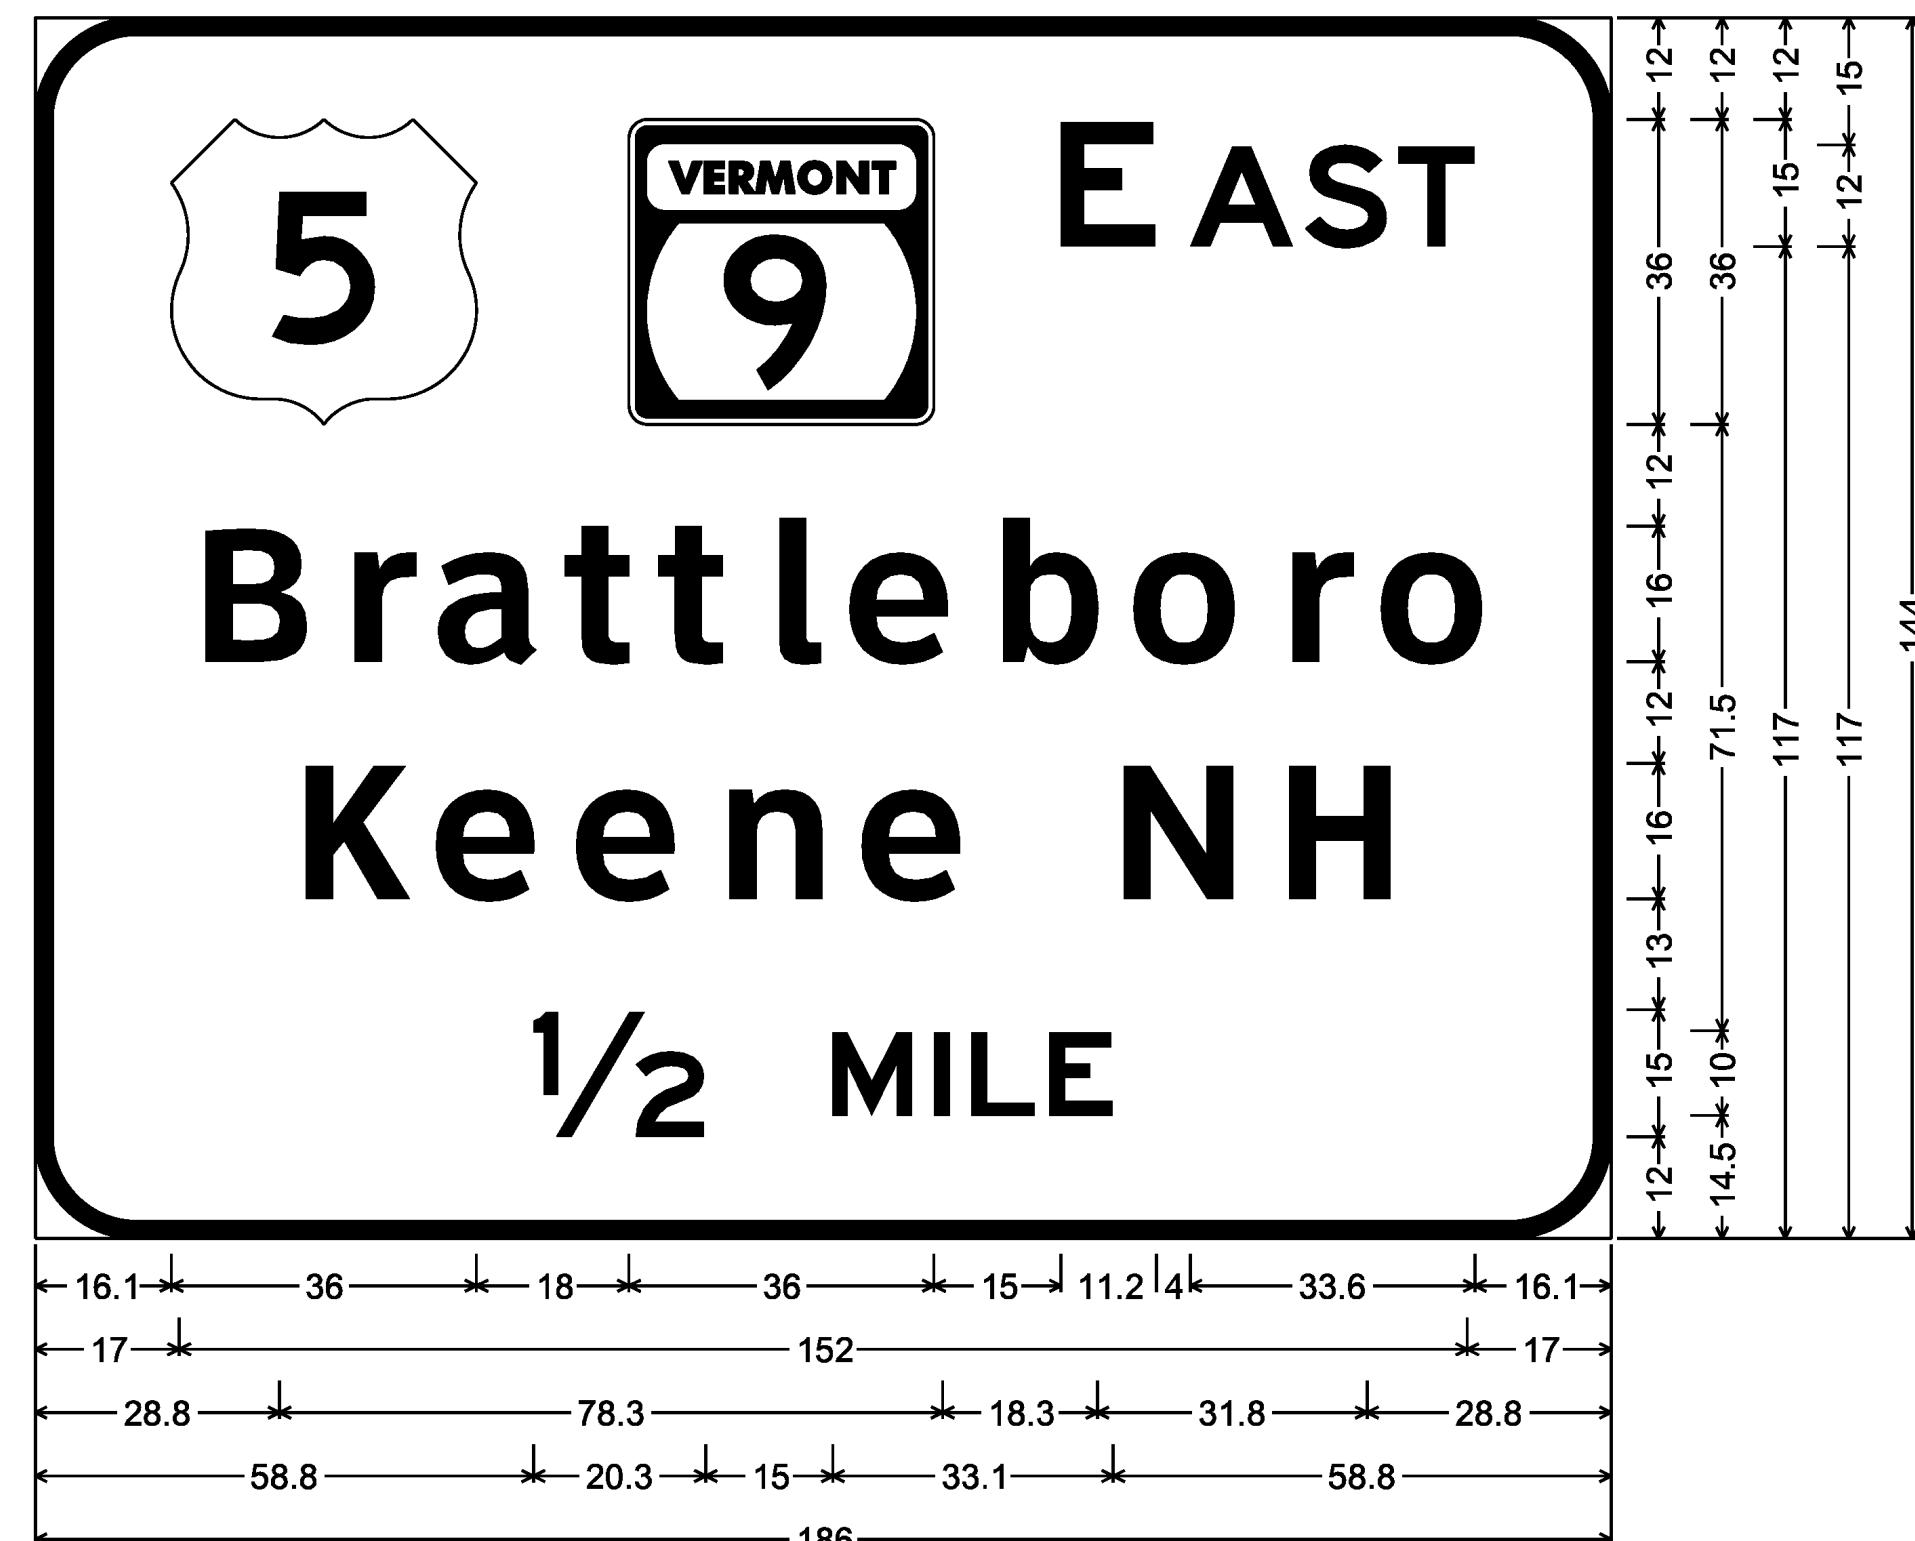 5 VERMONT 9 EAST
Brattleboro
Keene NH
1/2 MILE
16.1 36 18 36 15 11.2 4 33.6 16.1
17 152 17
28.8 78.3 18.3 31.8 28.8
58.8 20.3 15 33.1 58.8
186
12 36 12 16 12 16 13 15 12
12 36 71.5 10 14.5
12 15 117
15 12 117
144